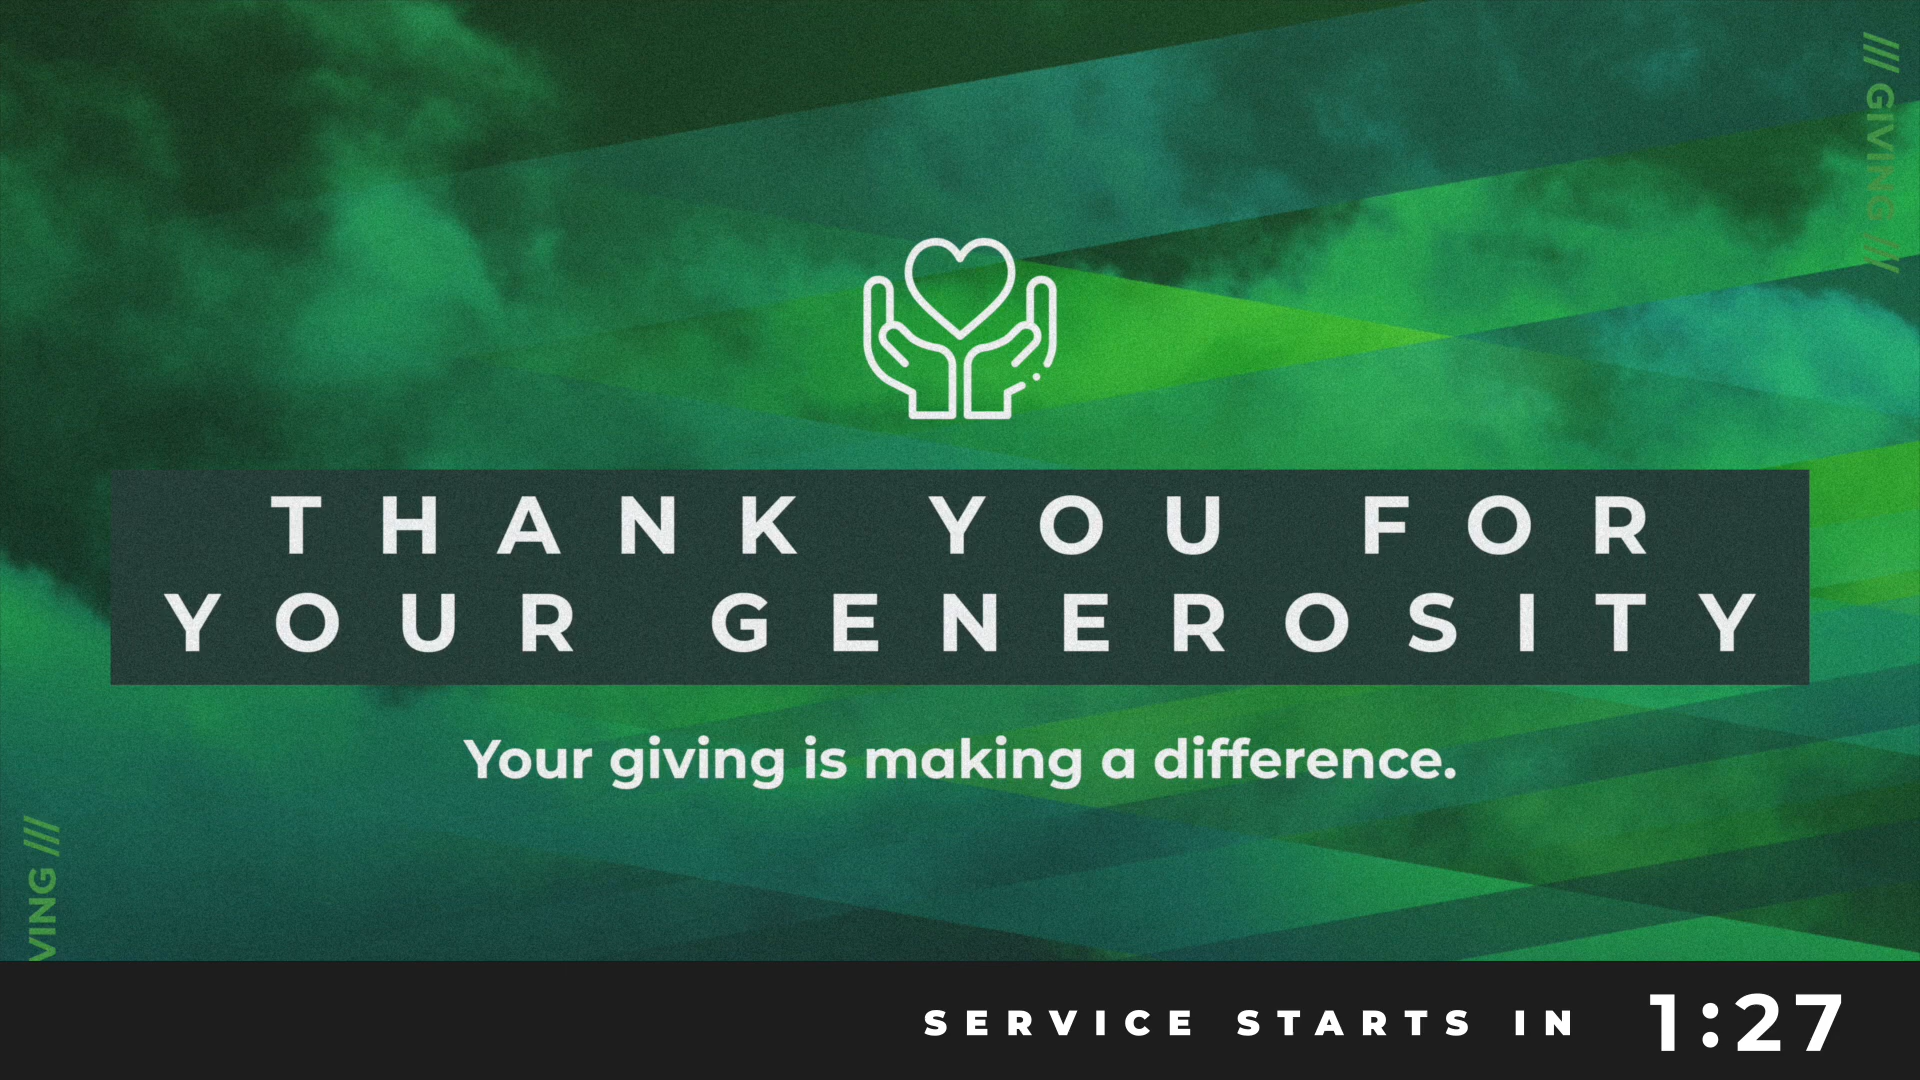 /// GIVING ///
THANK YOU FOR
YOUR GENEROSITY
Your giving is making a difference.
VING ///
SERVICE STARTS IN 1:27